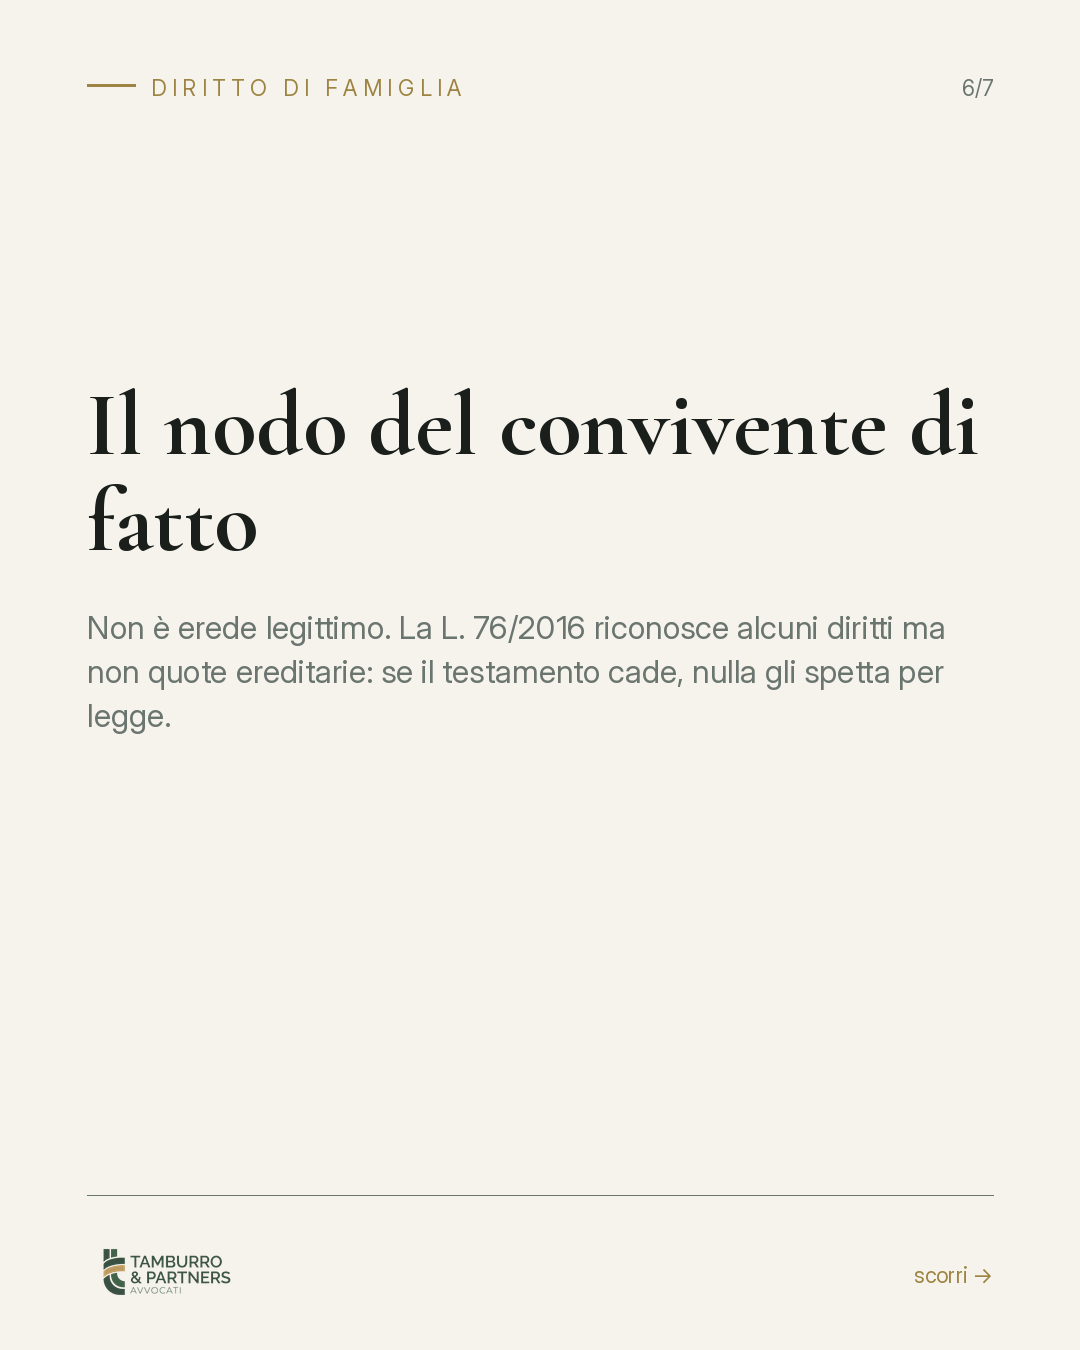 DIRITTO DI FAMIGLIA
6/7
Il nodo del convivente di
fatto
Non è erede legittimo. La L. 76/2016 riconosce alcuni diritti ma
non quote ereditarie: se il testamento cade, nulla gli spetta per
legge.
TAMBURRO
& PARTNERS
AVVOCATI
scorri →